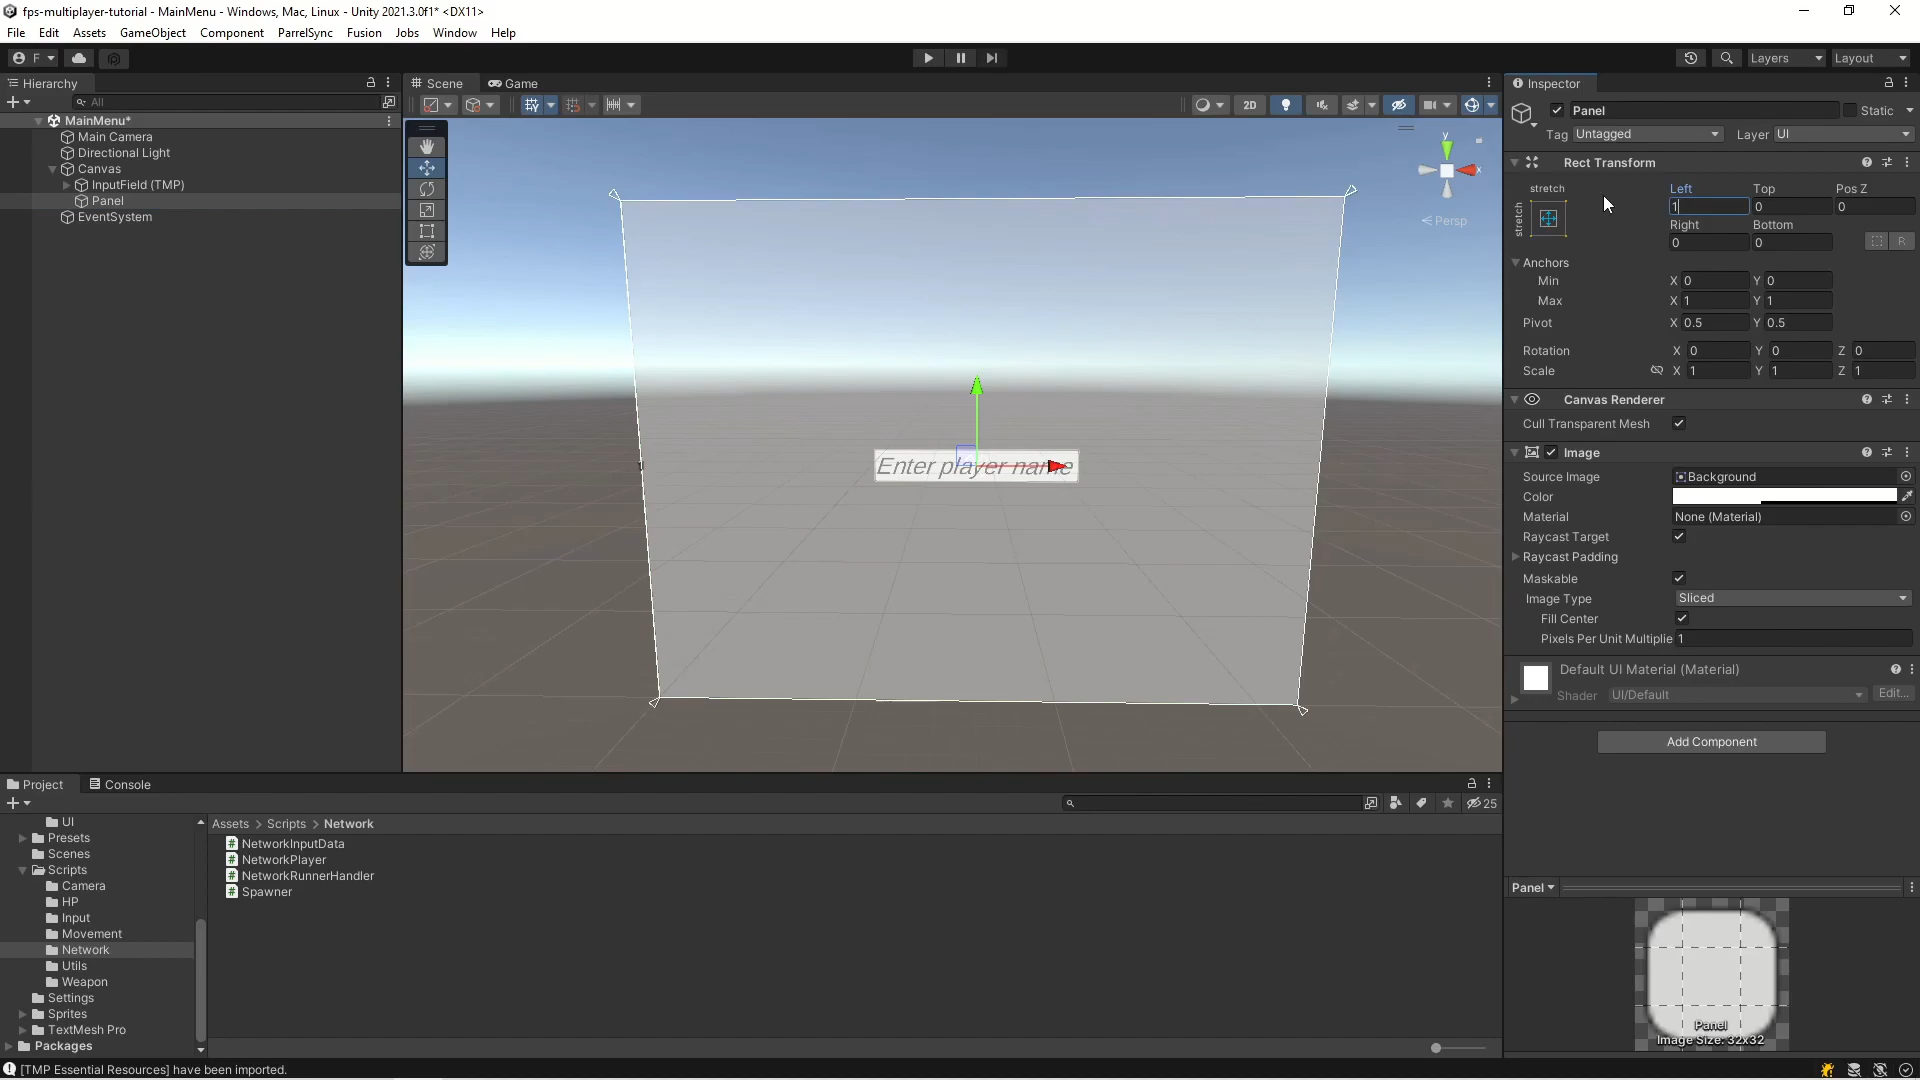 fps-multiplayer-tutorial - MainMenu - Windows, Mac, Linux - Unity 2021.3.0f1* <DX11>
File Edit Assets GameObject Component ParrelSync Fusion Jobs Window Help
F
Layers
Layout
Hierarchy
All
MainMenu*
Main Camera
Directional Light
Canvas
InputField (TMP)
Panel
EventSystem
Scene
Game
2D
y
x
< Persp
Enter player name
Inspector
Panel
Static
Tag Untagged Layer UI
Rect Transform
stretch
stretch
Left Top Pos Z
1 0 0
Right Bottom
0 0
R
Anchors
Min X 0 Y 0
Max X 1 Y 1
Pivot X 0.5 Y 0.5
Rotation X 0 Y 0 Z 0
Scale X 1 Y 1 Z 1
Canvas Renderer
Cull Transparent Mesh
Image
Source Image Background
Color
Material None (Material)
Raycast Target
Raycast Padding
Maskable
Image Type Sliced
Fill Center
Pixels Per Unit Multiplie 1
Default UI Material (Material)
Shader UI/Default Edit...
Add Component
Panel
Panel
Image Size: 32x32
Project
Console
25
UI
Presets
Scenes
Scripts
Camera
HP
Input
Movement
Network
Utils
Weapon
Settings
Sprites
TextMesh Pro
Packages
Assets > Scripts > Network
NetworkInputData
NetworkPlayer
NetworkRunnerHandler
Spawner
[TMP Essential Resources] have been imported.